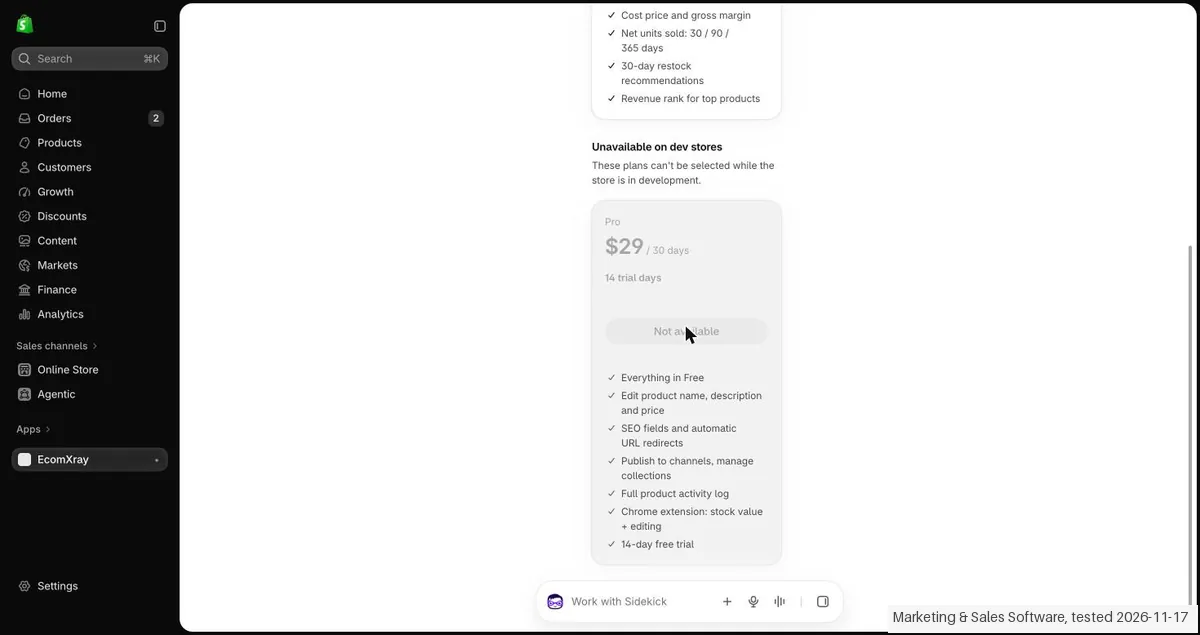 Search ⌘K
Home
Orders 2
Products
Customers
Growth
Discounts
Content
Markets
Finance
Analytics
Sales channels
Online Store
Agentic
Apps
EcomXray
Settings
Cost price and gross margin
Net units sold: 30 / 90 /
365 days
30-day restock
recommendations
Revenue rank for top products
Unavailable on dev stores
These plans can't be selected while the
store is in development.
Pro
$29 / 30 days
14 trial days
Not available
Everything in Free
Edit product name, description
and price
SEO fields and automatic
URL redirects
Publish to channels, manage
collections
Full product activity log
Chrome extension: stock value
+ editing
14-day free trial
Work with Sidekick
Marketing & Sales Software, tested 2026-11-17